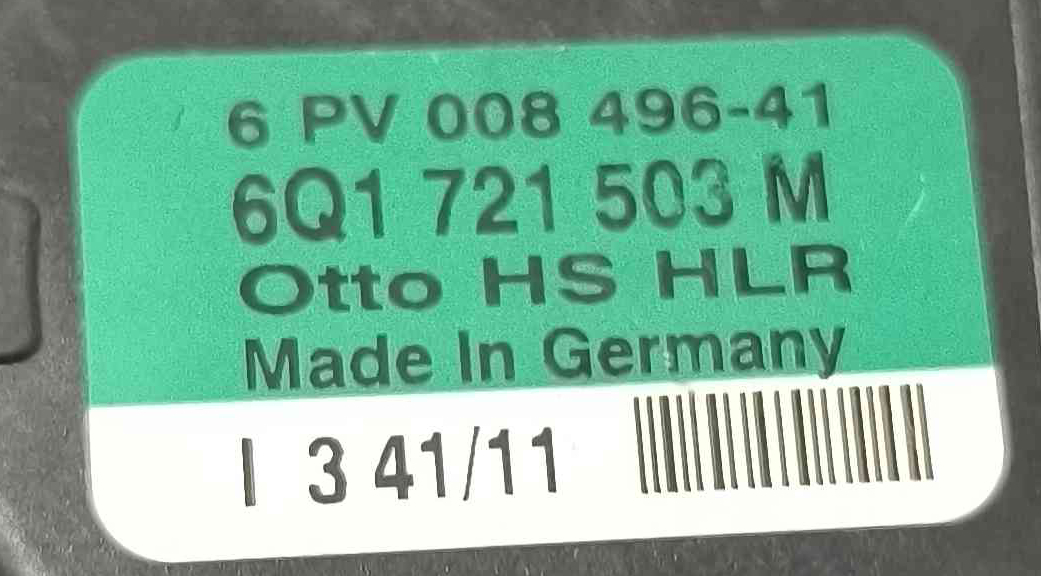 6 PV 008 496-41
6Q1 721 503 M
Otto HS HLR
Made In Germany
I 3 41/11